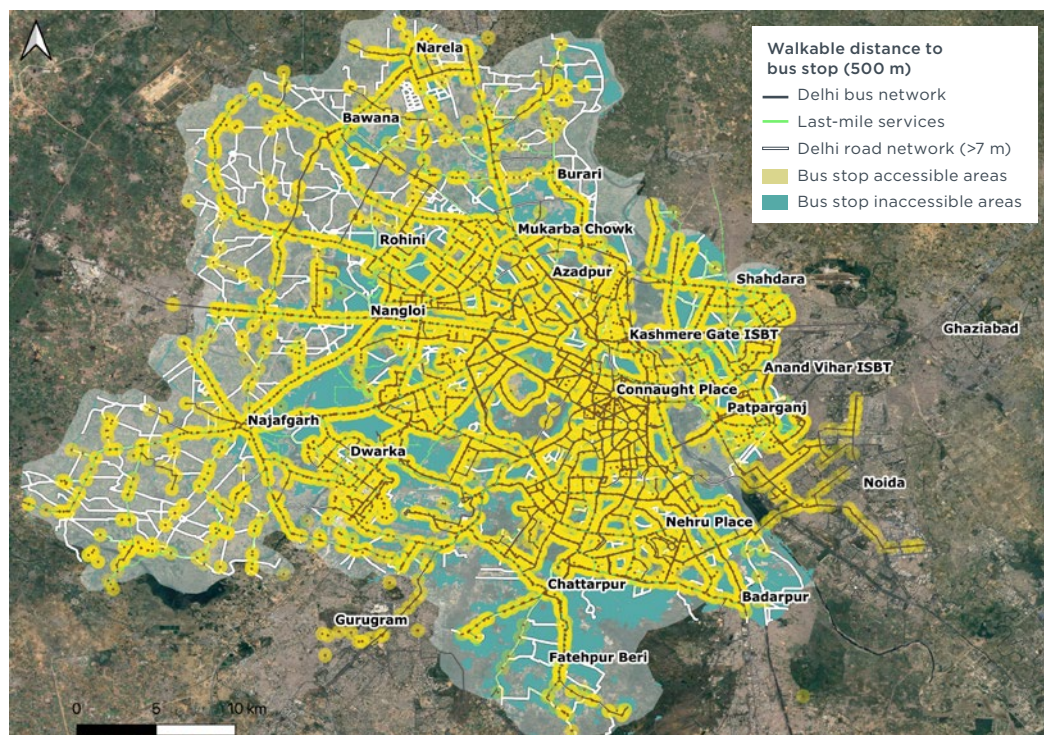 Walkable distance to
bus stop (500 m)
Delhi bus network
Last-mile services
Delhi road network (>7 m)
Bus stop accessible areas
Bus stop inaccessible areas
Narela
Bawana
Burari
Mukarba Chowk
Rohini
Azadpur
Shahdara
Nangloi
Ghaziabad
Kashmere Gate ISBT
Anand Vihar ISBT
Connaught Place
Patparganj
Najafgarh
Dwarka
Noida
Nehru Place
Chattarpur
Badarpur
Gurugram
Fatehpur Beri
0 5 10 km